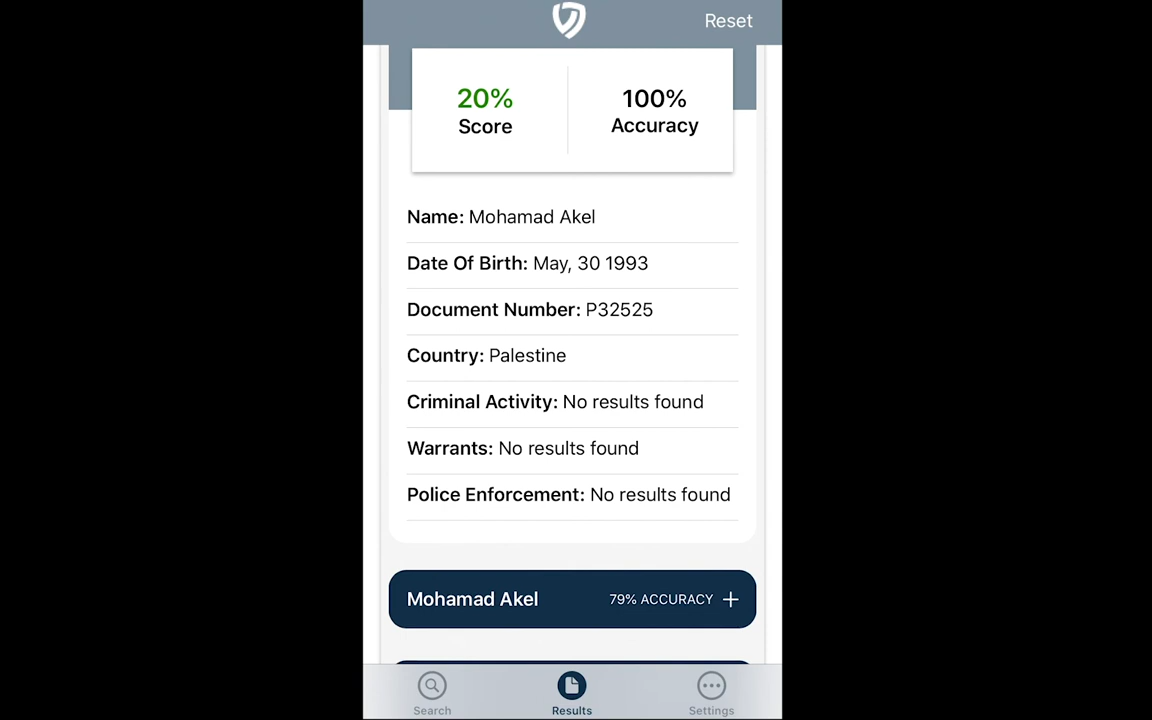 Reset
20% 100%
Score Accuracy
Name: Mohamad Akel
Date Of Birth: May, 30 1993
Document Number: P32525
Country: Palestine
Criminal Activity: No results found
Warrants: No results found
Police Enforcement: No results found
Mohamad Akel 79% ACCURACY +
Search Results Settings